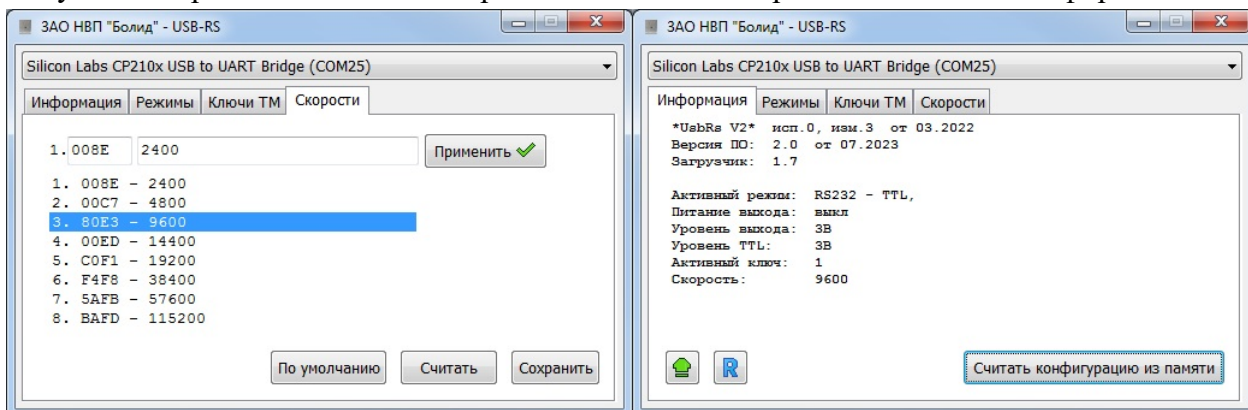 ЗАО НВП "Болид" - USB-RS
Silicon Labs CP210x USB to UART Bridge (COM25)
Информация Режимы Ключи ТМ Скорости
1. 008E 2400 Применить
1. 008E - 2400
2. 00C7 - 4800
3. 80E3 - 9600
4. 00ED - 14400
5. C0F1 - 19200
6. F4F8 - 38400
7. 5AFB - 57600
8. BAFD - 115200
По умолчанию Считать Сохранить
ЗАО НВП "Болид" - USB-RS
Silicon Labs CP210x USB to UART Bridge (COM25)
Информация Режимы Ключи ТМ Скорости
*UsbRs V2* исп.0, изм.3 от 03.2022
Версия ПО: 2.0 от 07.2023
Загрузчик: 1.7
Активный режим: RS232 - TTL,
Питание выхода: выкл
Уровень выхода: 3В
Уровень TTL: 3В
Активный ключ: 1
Скорость: 9600
R Считать конфигурацию из памяти